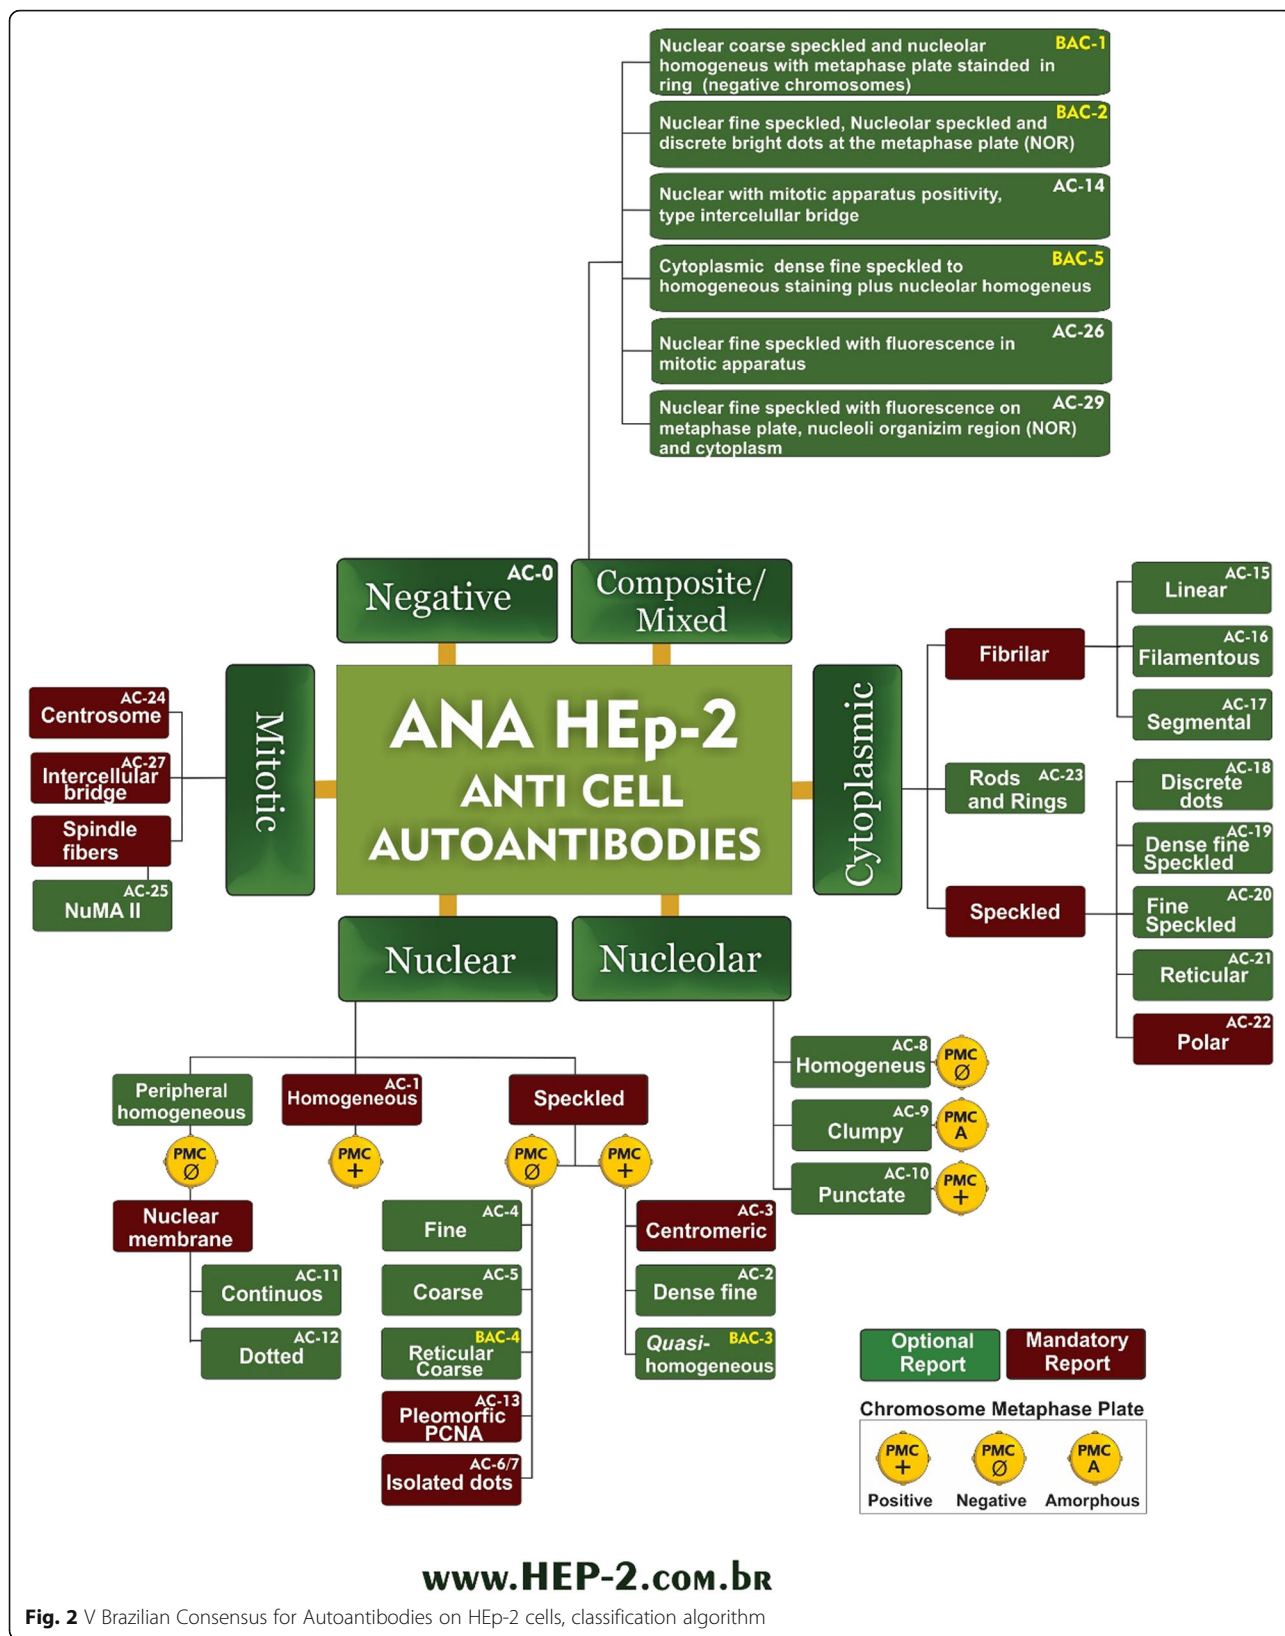 Nuclear coarse speckled and nucleolar BAC-1
homogeneus with metaphase plate stainded in
ring (negative chromosomes)
Nuclear fine speckled, Nucleolar speckled and BAC-2
discrete bright dots at the metaphase plate (NOR)
Nuclear with mitotic apparatus positivity, AC-14
type intercelullar bridge
Cytoplasmic dense fine speckled to BAC-5
homogeneous staining plus nucleolar homogeneus
Nuclear fine speckled with fluorescence in AC-26
mitotic apparatus
Nuclear fine speckled with fluorescence on AC-29
metaphase plate, nucleoli organizim region (NOR)
and cytoplasm
AC-0
Negative
Composite/
Mixed
ANA HEp-2
ANTI CELL
AUTOANTIBODIES
Mitotic
AC-24
Centrosome
AC-27
Intercellular
bridge
Spindle
fibers
AC-25
NuMA II
Cytoplasmic
Fibrilar
AC-15
Linear
AC-16
Filamentous
AC-17
Segmental
Rods AC-23
and Rings
Speckled
AC-18
Discrete
dots
AC-19
Dense fine
Speckled
AC-20
Fine
Speckled
AC-21
Reticular
AC-22
Polar
Nuclear
Nucleolar
AC-8
Homogeneus
PMC
Ø
AC-9
Clumpy
PMC
A
AC-10
Punctate
PMC
+
Peripheral
homogeneous
PMC
Ø
Nuclear
membrane
AC-11
Continuos
AC-12
Dotted
AC-1
Homogeneous
PMC
+
Speckled
PMC
Ø
PMC
+
AC-4
Fine
AC-5
Coarse
BAC-4
Reticular
Coarse
AC-13
Pleomorfic
PCNA
AC-6/7
Isolated dots
AC-3
Centromeric
AC-2
Dense fine
Quasi- BAC-3
homogeneous
Optional
Report
Mandatory
Report
Chromosome Metaphase Plate
PMC
+
PMC
Ø
PMC
A
Positive Negative Amorphous
www.HEP-2.com.br
Fig. 2 V Brazilian Consensus for Autoantibodies on HEp-2 cells, classification algorithm